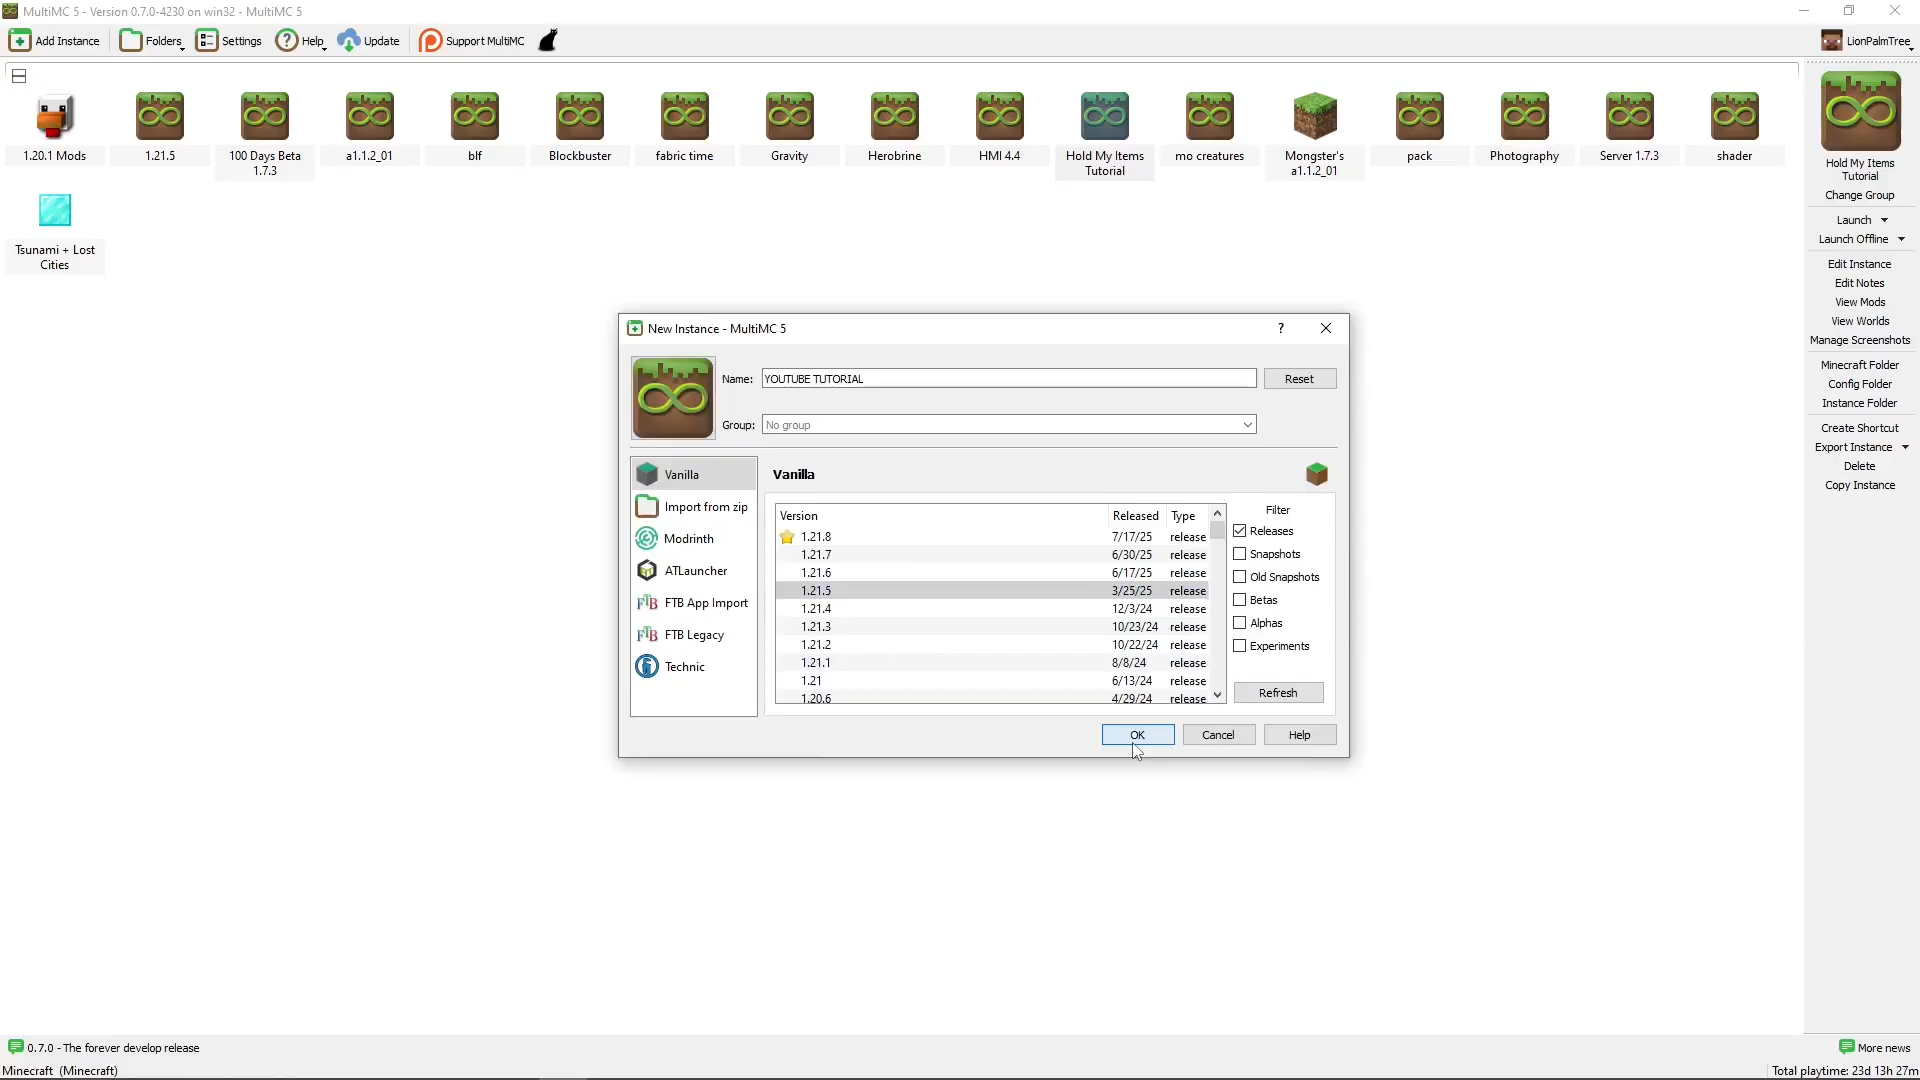 MultiMC 5 - Version 0.7.0-4230 on win32 - MultiMC 5
Add Instance Folders Settings Help Update Support MultiMC LionPalmTree
1.20.1 Mods
1.21.5
100 Days Beta
1.7.3
a1.1.2_01
blf
Blockbuster
fabric time
Gravity
Herobrine
HMI 4.4
Hold My Items
Tutorial
mo creatures
Mongster's
a1.1.2_01
pack
Photography
Server 1.7.3
shader
Tsunami + Lost
Cities
Hold My Items
Tutorial
Change Group
Launch
Launch Offline
Edit Instance
Edit Notes
View Mods
View Worlds
Manage Screenshots
Minecraft Folder
Config Folder
Instance Folder
Create Shortcut
Export Instance
Delete
Copy Instance
New Instance - MultiMC 5
?
Name: YOUTUBE TUTORIAL Reset
Group: No group
Vanilla
Import from zip
Modrinth
ATLauncher
FTB App Import
FTB Legacy
Technic
Vanilla
Version Released Type
1.21.8 7/17/25 release
1.21.7 6/30/25 release
1.21.6 6/17/25 release
1.21.5 3/25/25 release
1.21.4 12/3/24 release
1.21.3 10/23/24 release
1.21.2 10/22/24 release
1.21.1 8/8/24 release
1.21 6/13/24 release
1.20.6 4/29/24 release
Filter
Releases
Snapshots
Old Snapshots
Betas
Alphas
Experiments
Refresh
OK Cancel Help
0.7.0 - The forever develop release More news
Minecraft (Minecraft) Total playtime: 23d 13h 27m